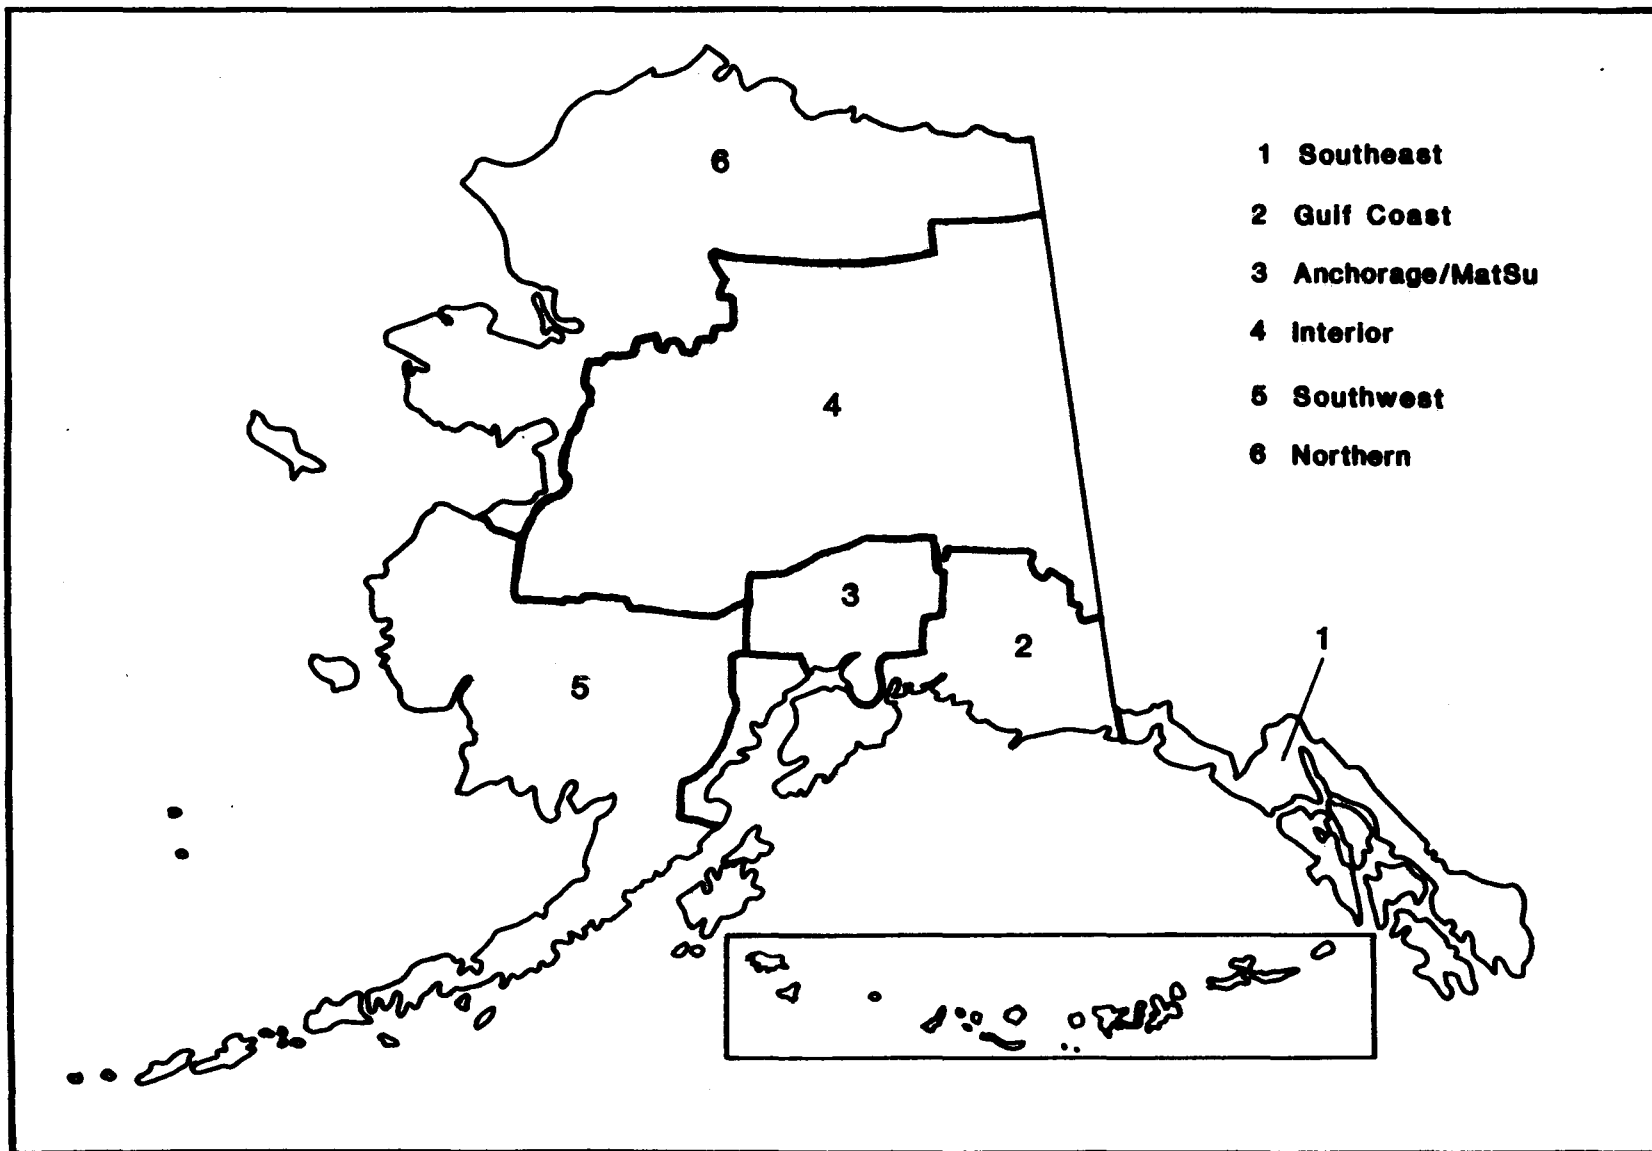 6
1 Southeast
2 Gulf Coast
3 Anchorage/MatSu
4 Interior
5 Southwest
6 Northern
4
3
2
1
5